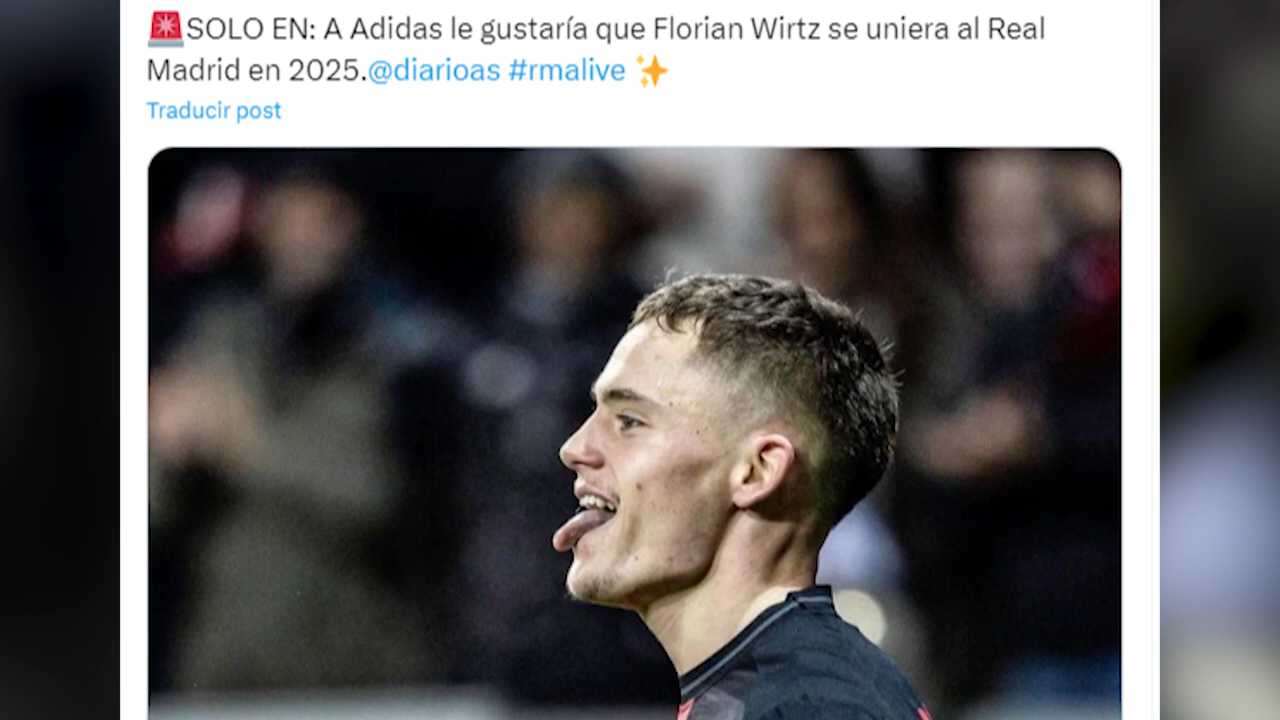 🚨SOLO EN: A Adidas le gustaría que Florian Wirtz se uniera al Real
Madrid en 2025.@diarioas #rmalive ✨
Traducir post